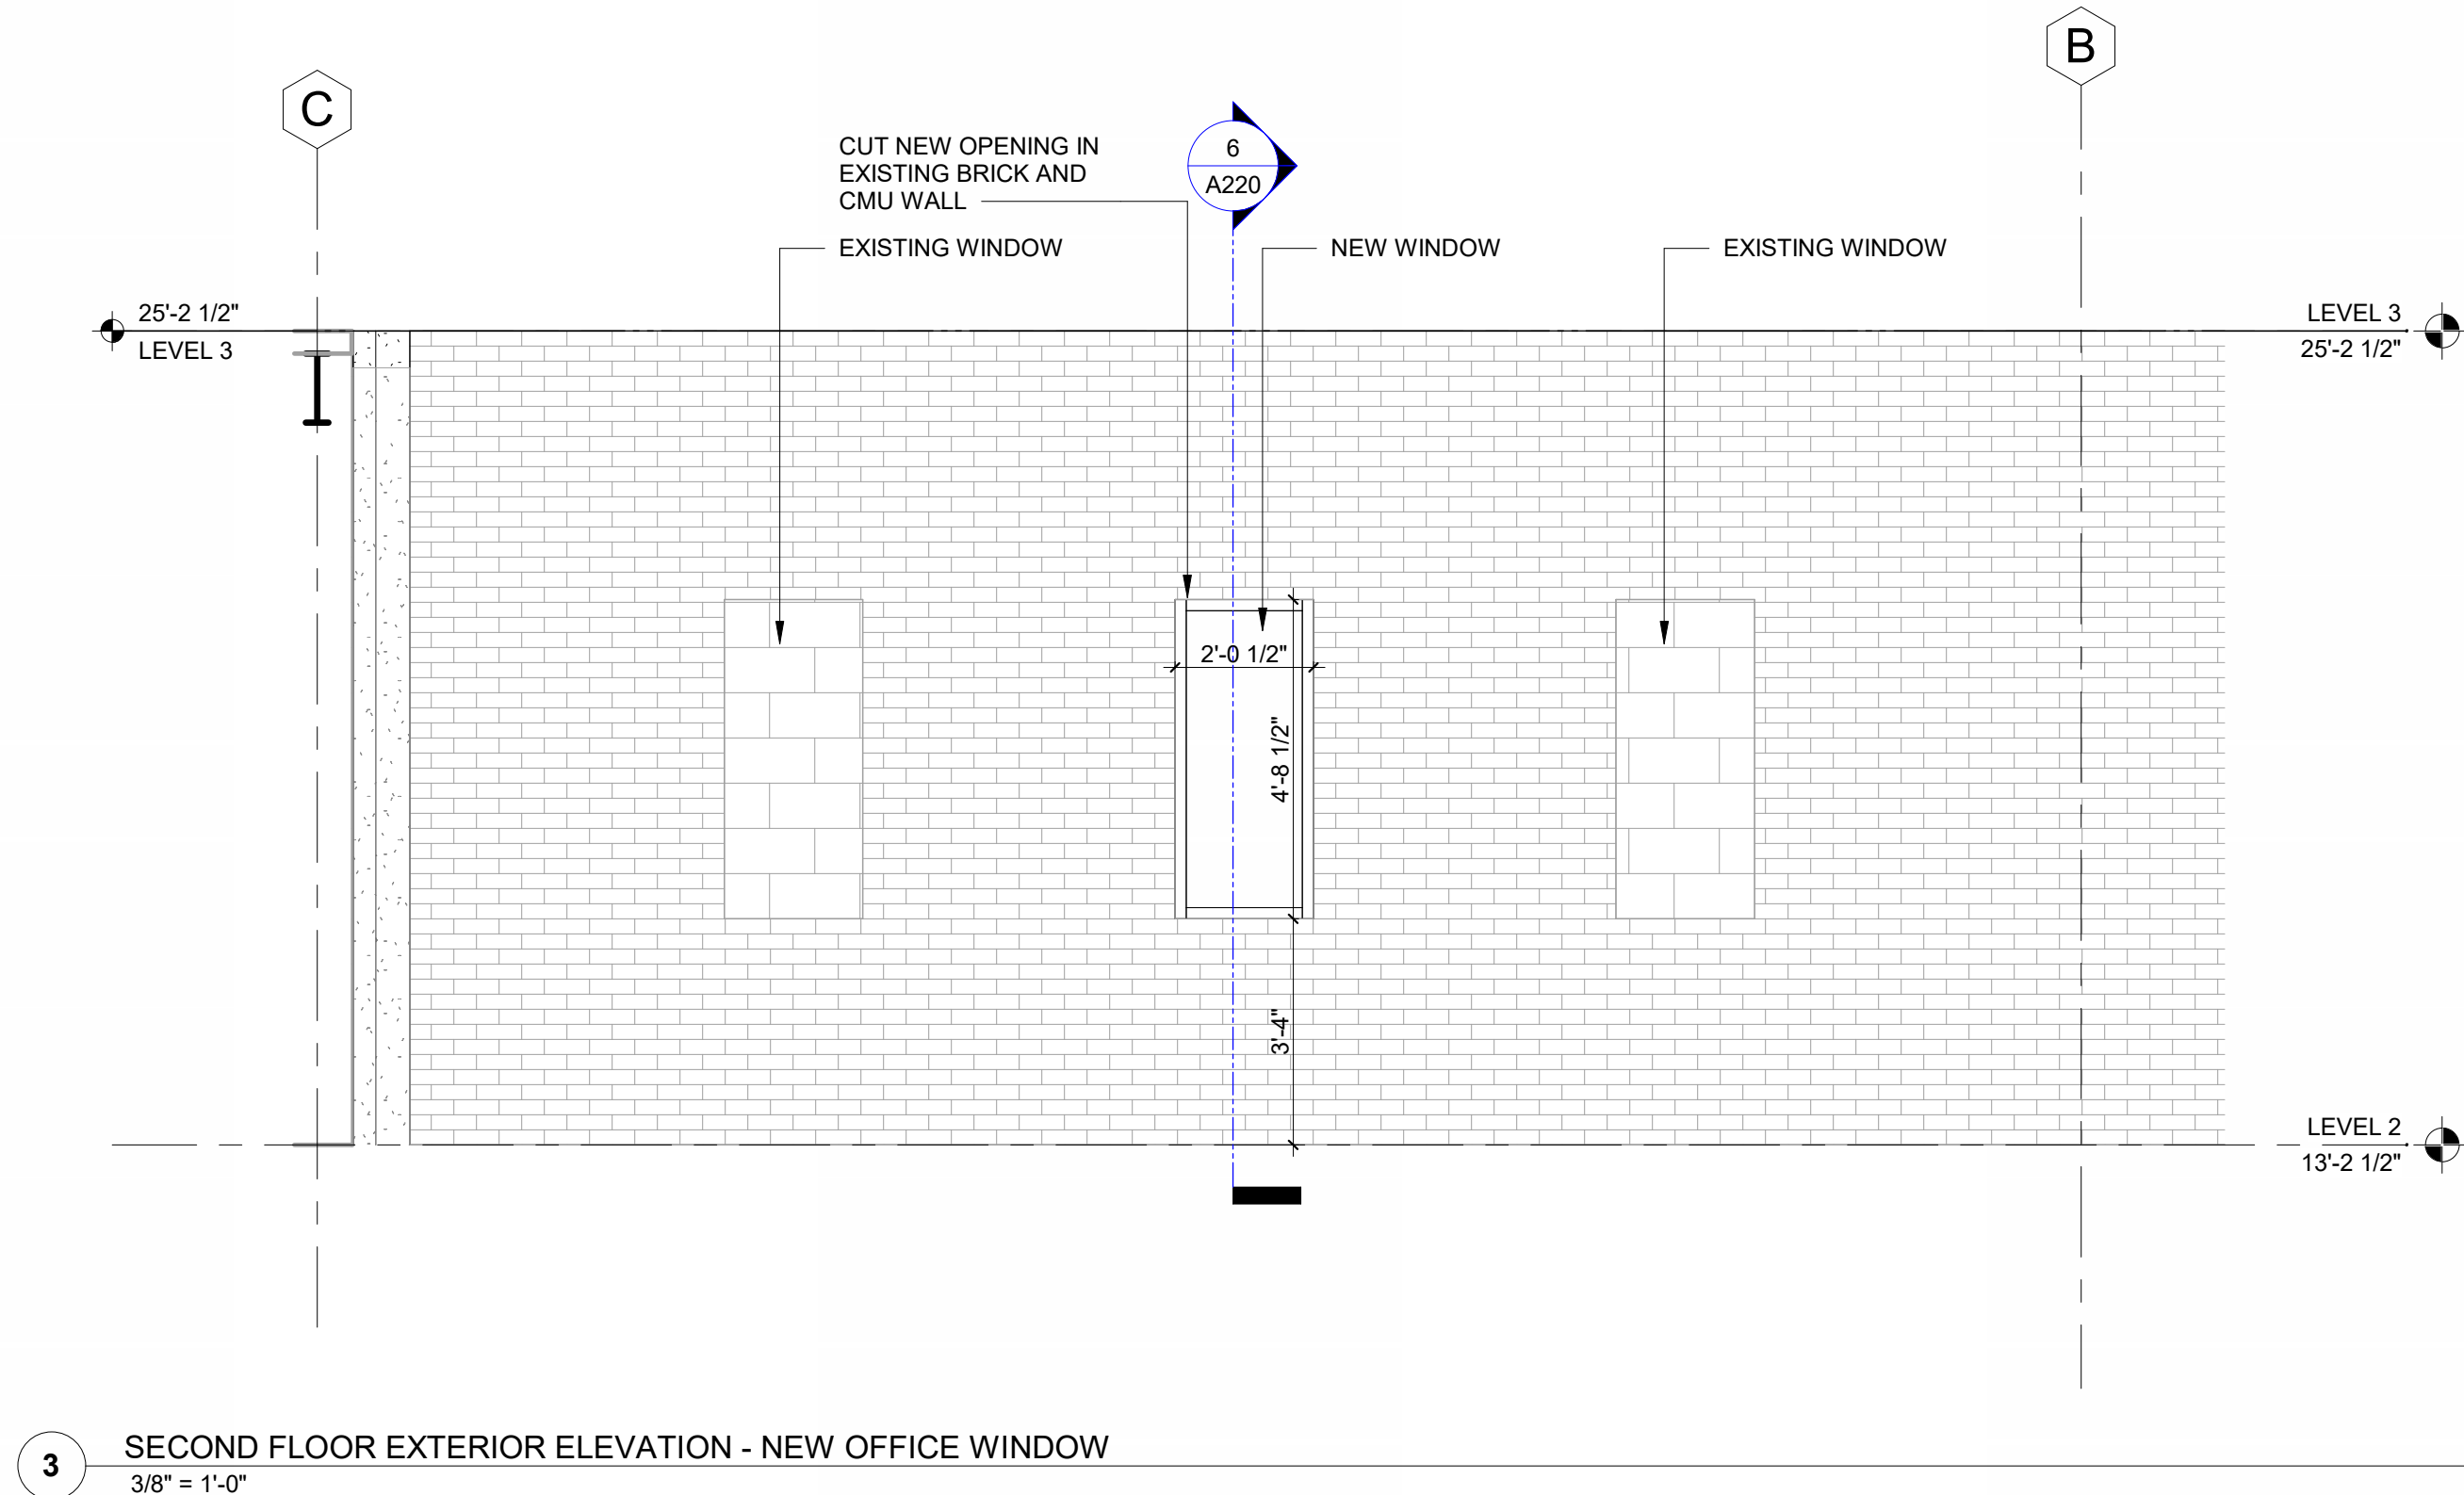 C
B
CUT NEW OPENING IN
EXISTING BRICK AND
CMU WALL
6
A220
EXISTING WINDOW
NEW WINDOW
EXISTING WINDOW
25'-2 1/2"
LEVEL 3
LEVEL 3
25'-2 1/2"
2'-0 1/2"
4'-8 1/2"
3'-4"
LEVEL 2
13'-2 1/2"
3
SECOND FLOOR EXTERIOR ELEVATION - NEW OFFICE WINDOW
3/8" = 1'-0"